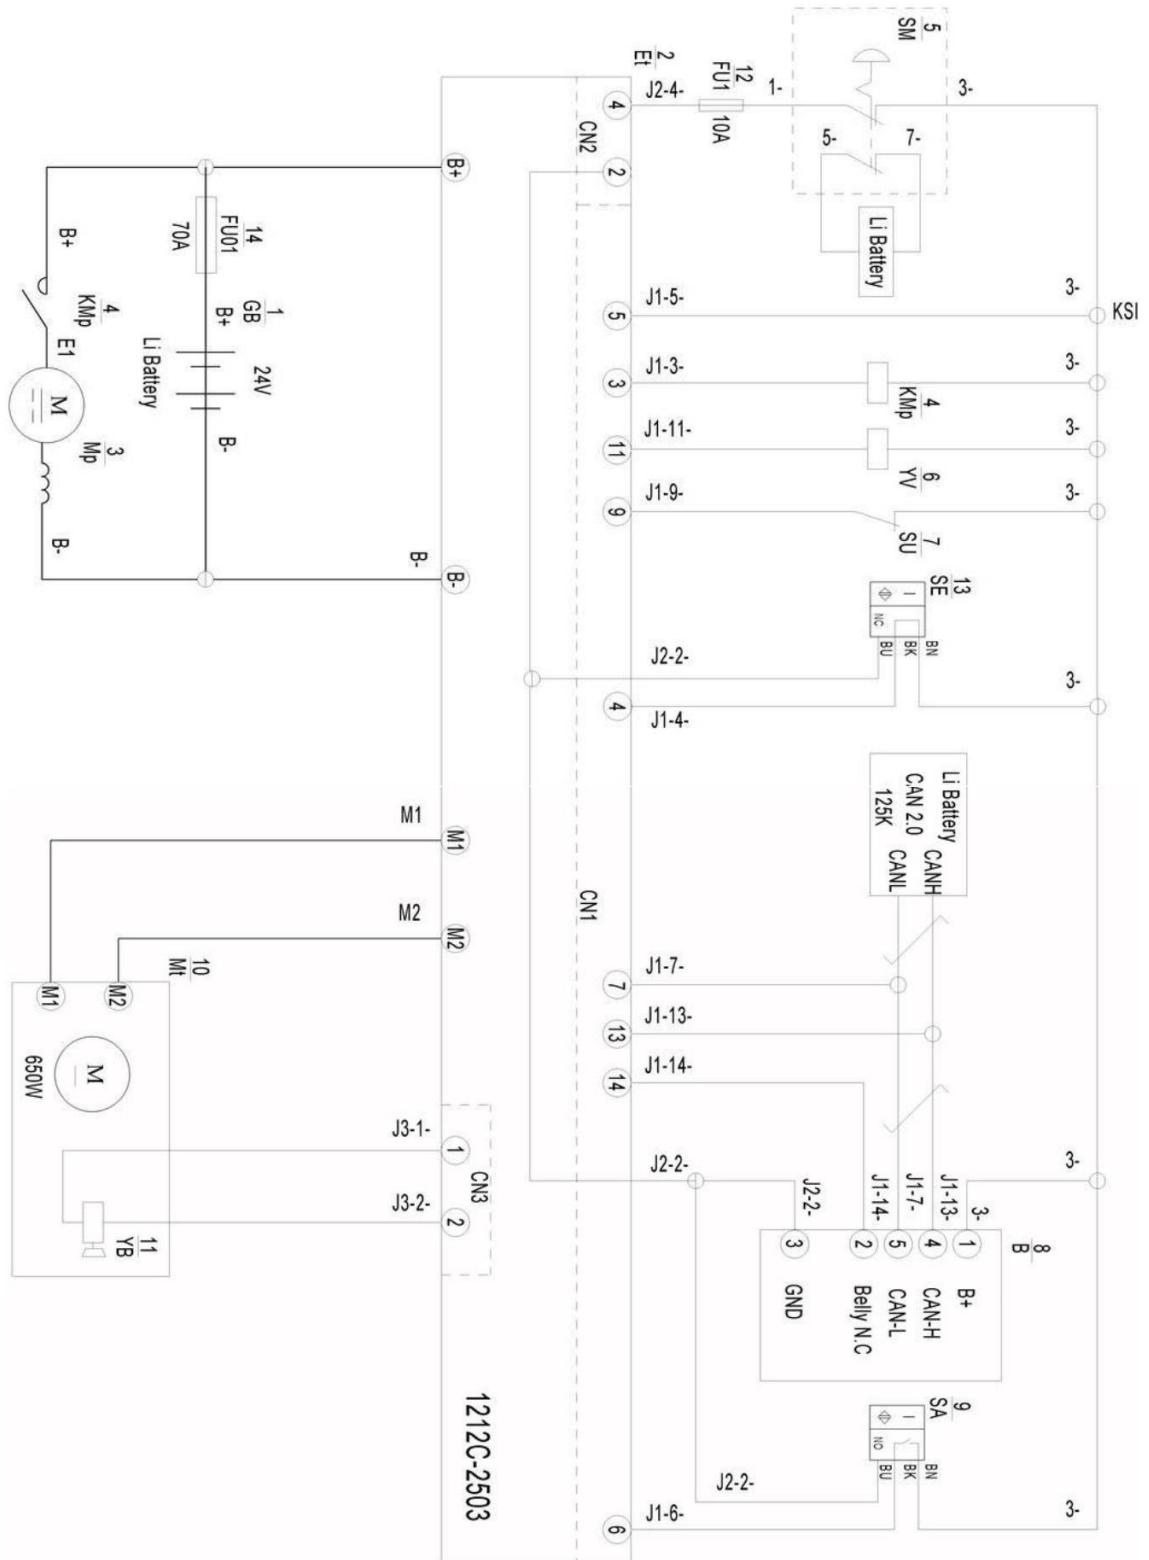 5
SM
2
Et
12
FU1
10A
J2-4-
1-
3-
4
CN2
2
5-
7-
Li Battery
B+
14
FU01
70A
B+
4
KMp
E1
1
GB
B+
24V
Li Battery
B-
M
3
Mp
B-
B-
B-
J1-5-
5
3-
KSI
J1-3-
3
4
KMp
3-
J1-11-
11
6
YV
3-
J1-9-
9
7
SU
3-
13
SE
I
NC
BU
BK
BN
J2-2-
4
J1-4-
3-
Li Battery
CAN 2.0
125K
CANH
CANL
M1
M1
M2
M2
CN1
J1-7-
7
J1-13-
13
J1-14-
14
10
Mt
M1
M2
M
650W
J3-1-
1
CN3
J3-2-
2
11
YB
J2-2-
3-
J2-2-
J1-14-
J1-7-
J1-13-
3-
3
2
5
4
1
8
B
GND
Belly N.C
CAN-L
CAN-H
B+
9
SA
I
NO
BU
BK
BN
J2-2-
J1-6-
6
3-
1212C-2503